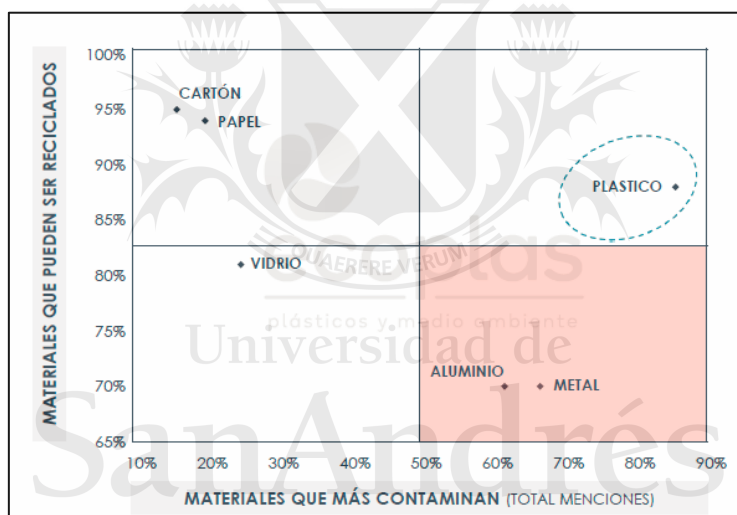 MATERIALES QUE PUEDEN SER RECICLADOS
100%
95%
90%
85%
80%
75%
70%
65%
CARTÓN
PAPEL
PLASTICO
VIDRIO
ALUMINIO
METAL
QUAERERE VERUM
ecoplas
plásticos y medio ambiente
Universidad de
SanAndrés
10% 20% 30% 40% 50% 60% 70% 80% 90%
MATERIALES QUE MÁS CONTAMINAN (TOTAL MENCIONES)